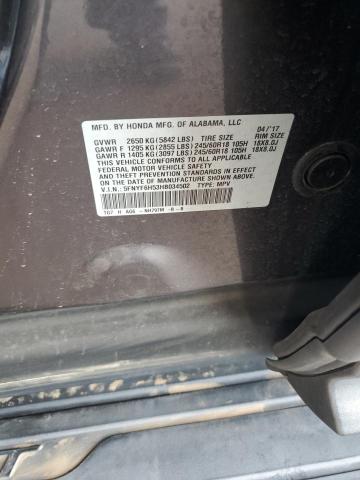 MFD. BY HONDA MFG. OF ALABAMA, LLC 04/'17
GVWR 2650 KG (5842 LBS) TIRE SIZE RIM SIZE
GAWR F 1295 KG (2855 LBS) 245/60R18 105H 18X8.0J
GAWR R 1405 KG (3097 LBS) 245/60R18 105H 18X8.0J
THIS VEHICLE CONFORMS TO ALL APPLICABLE
FEDERAL MOTOR VEHICLE SAFETY STANDARDS IN
EFFECT ON THE DATE OF MANUFACTURE SHOWN ABOVE.
V.I.N.: 5FNYF6H53HB034502 TYPE: MPV
TG7 H A06 - NH797M -B -B